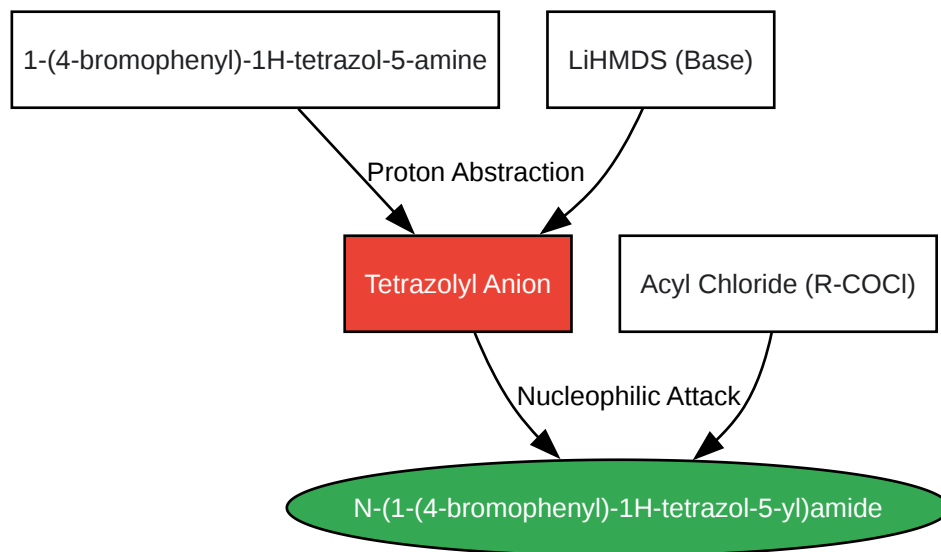 1-(4-bromophenyl)-1H-tetrazol-5-amine
LiHMDS (Base)
Proton Abstraction
Tetrazolyl Anion
Acyl Chloride (R-COCl)
Nucleophilic Attack
N-(1-(4-bromophenyl)-1H-tetrazol-5-yl)amide